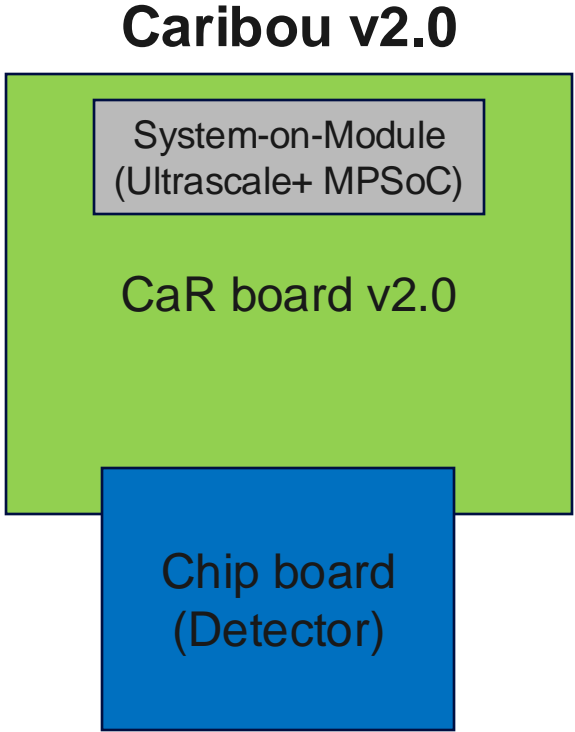 Caribou v2.0
System-on-Module
(Ultrascale+ MPSoC)
CaR board v2.0
Chip board
(Detector)